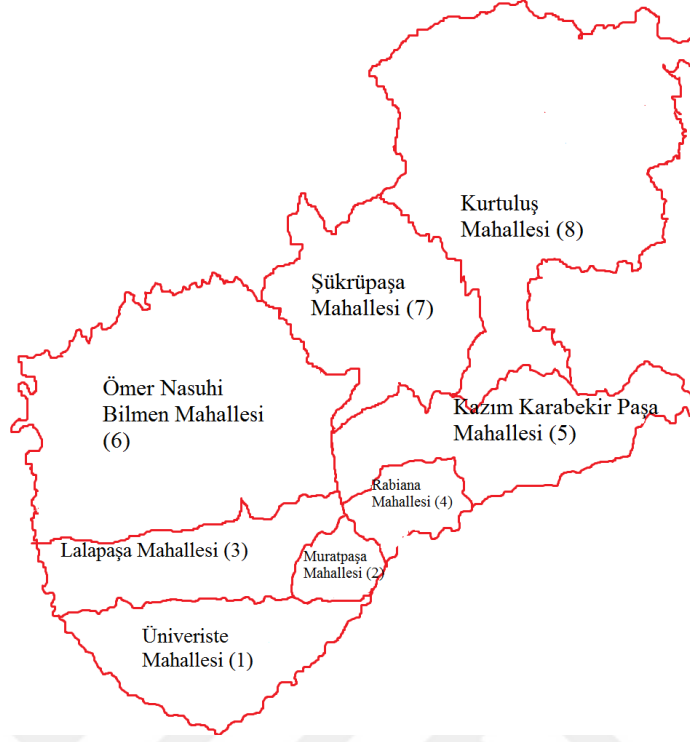 Kurtuluş
Mahallesi (8)
Şükrüpaşa
Mahallesi (7)
Ömer Nasuhi
Bilmen Mahallesi
(6)
Kazım Karabekir Paşa
Mahallesi (5)
Rabiana
Mahallesi (4)
Lalapaşa Mahallesi (3)
Muratpaşa
Mahallesi (2)
Üniveriste
Mahallesi (1)